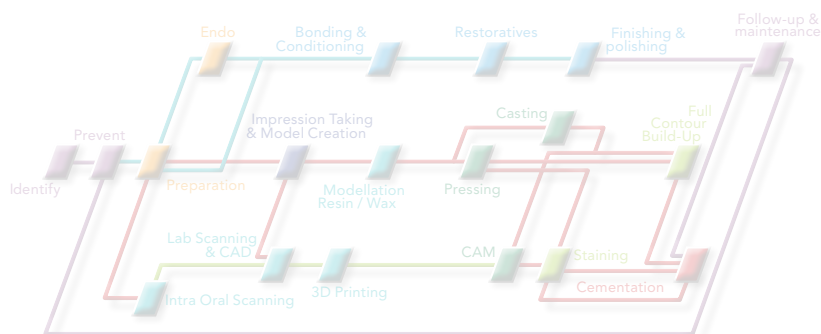 Follow-up &
maintenance
Endo
Bonding &
Conditioning
Restoratives
Finishing &
polishing
Impression Taking
& Model Creation
Casting
Full
Contour
Build-Up
Prevent
Identify
Preparation
Modellation
Resin / Wax
Pressing
Lab Scanning
& CAD
CAM
Staining
Intra Oral Scanning
3D Printing
Cementation